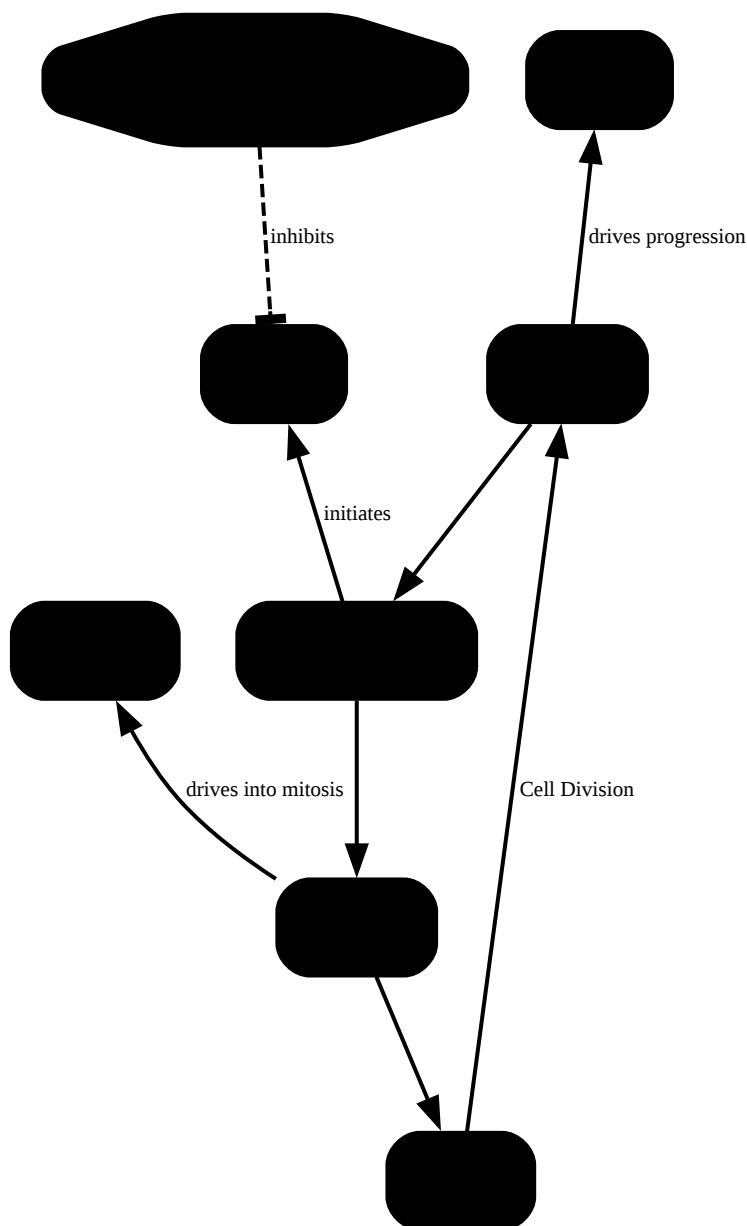 inhibits
drives progression
initiates
drives into mitosis
Cell Division